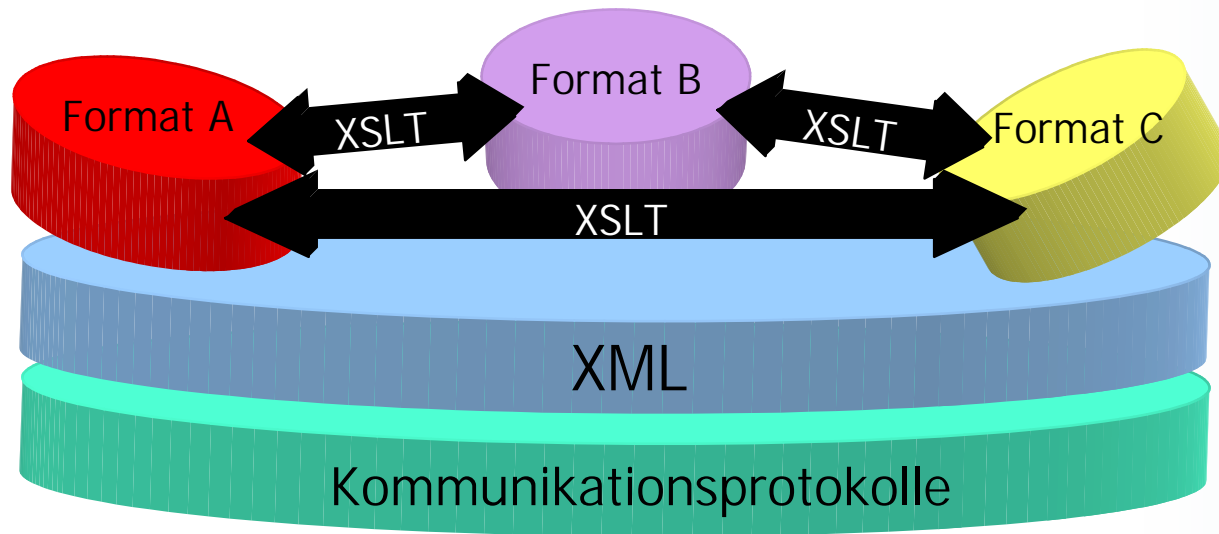 Format A
XSLT
Format B
XSLT
Format C
XSLT
XML
Kommunikationsprotokolle